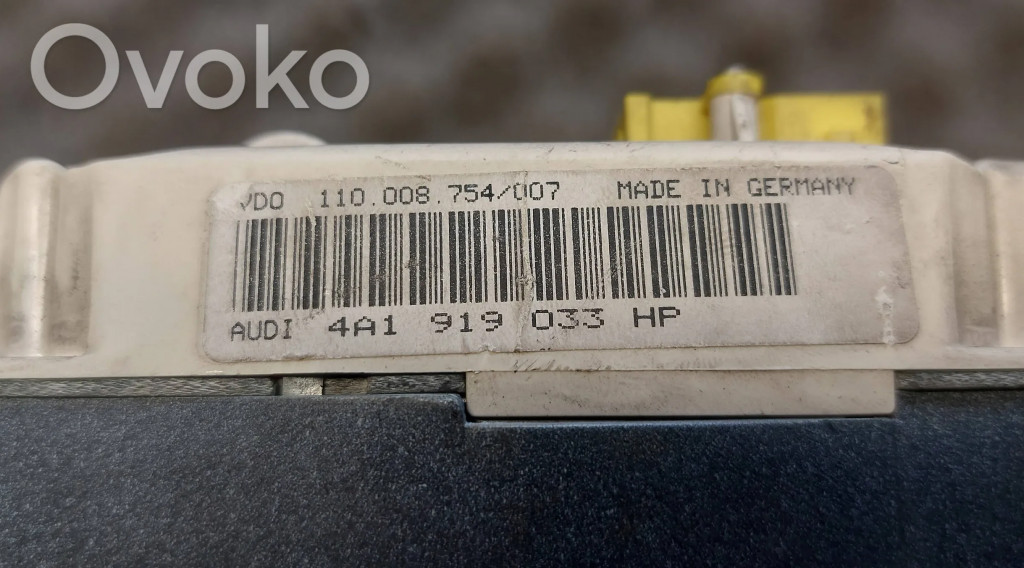 Ovoko
VDO 110.008.754/007 MADE IN GERMANY
AUDI 4A1 919 033 HP